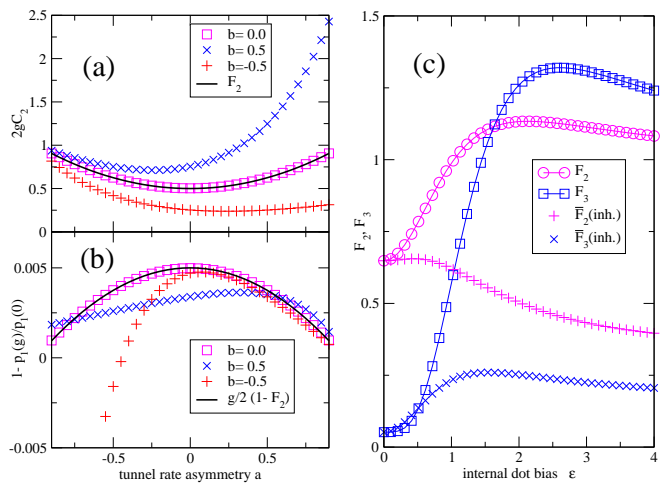 2.5
2
1.5
1
0.5
0
2gC₂
(a)
b= 0.0
b= 0.5
b=-0.5
F₂
0.005
0
-0.005
1- p₁(g)/p₁(0)
(b)
b= 0.0
b= 0.5
b=-0.5
g/2 (1- F₂)
-0.5
0
0.5
tunnel rate asymmetry a
1.5
1
0.5
0
F₂, F₃
(c)
F₂
F₃
F̅₂(inh.)
F̅₃(inh.)
0
1
2
3
4
internal dot bias ε